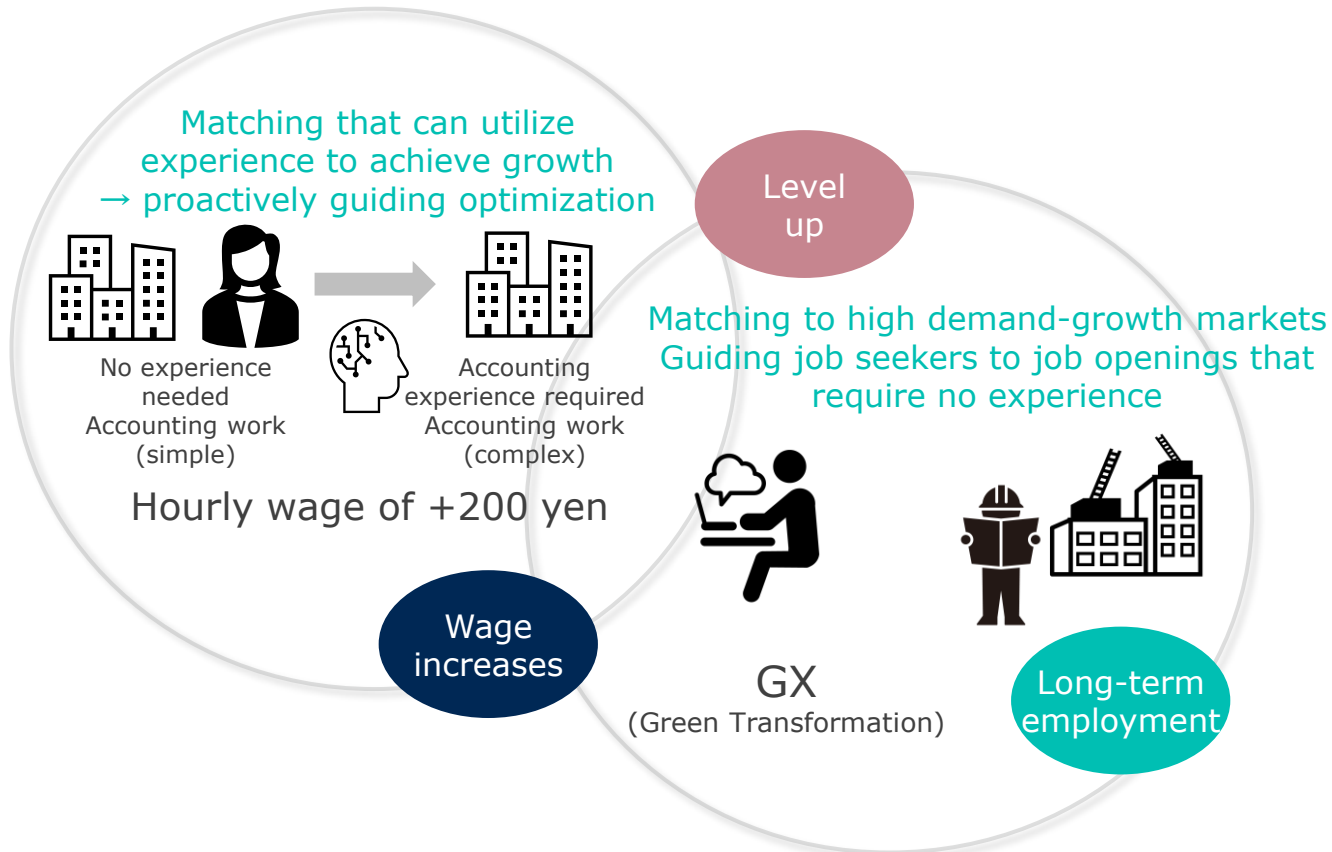 Matching that can utilize
experience to achieve growth
→ proactively guiding optimization
No experience
needed
Accounting work
(simple)
Accounting
experience required
Accounting work
(complex)
Hourly wage of +200 yen
Wage
increases
Level
up
Matching to high demand-growth markets
Guiding job seekers to job openings that
require no experience
GX
(Green Transformation)
Long-term
employment